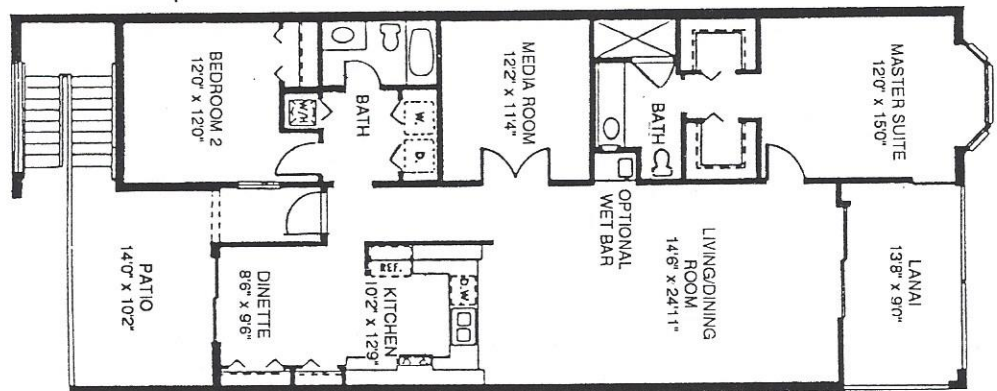 BEDROOM 2
12'0" x 12'0"
W/H
BATH
W.
D.
MEDIA ROOM
12'2" x 11'4"
BATH
MASTER SUITE
12'0" x 15'0"
OPTIONAL
WET BAR
LIVING/DINING
ROOM
14'6" x 24'11"
LANAI
13'8" x 9'0"
PATIO
14'0" x 10'2"
DINETTE
8'6" x 9'6"
REF.
KITCHEN
10'2" x 12'9"
D.W.